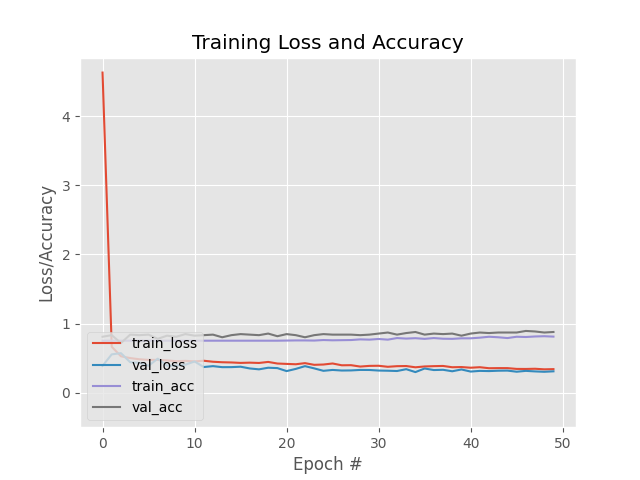 Training Loss and Accuracy
Loss/Accuracy
4
3
2
1
0
train_loss
val_loss
train_acc
val_acc
0 10 20 30 40 50
Epoch #